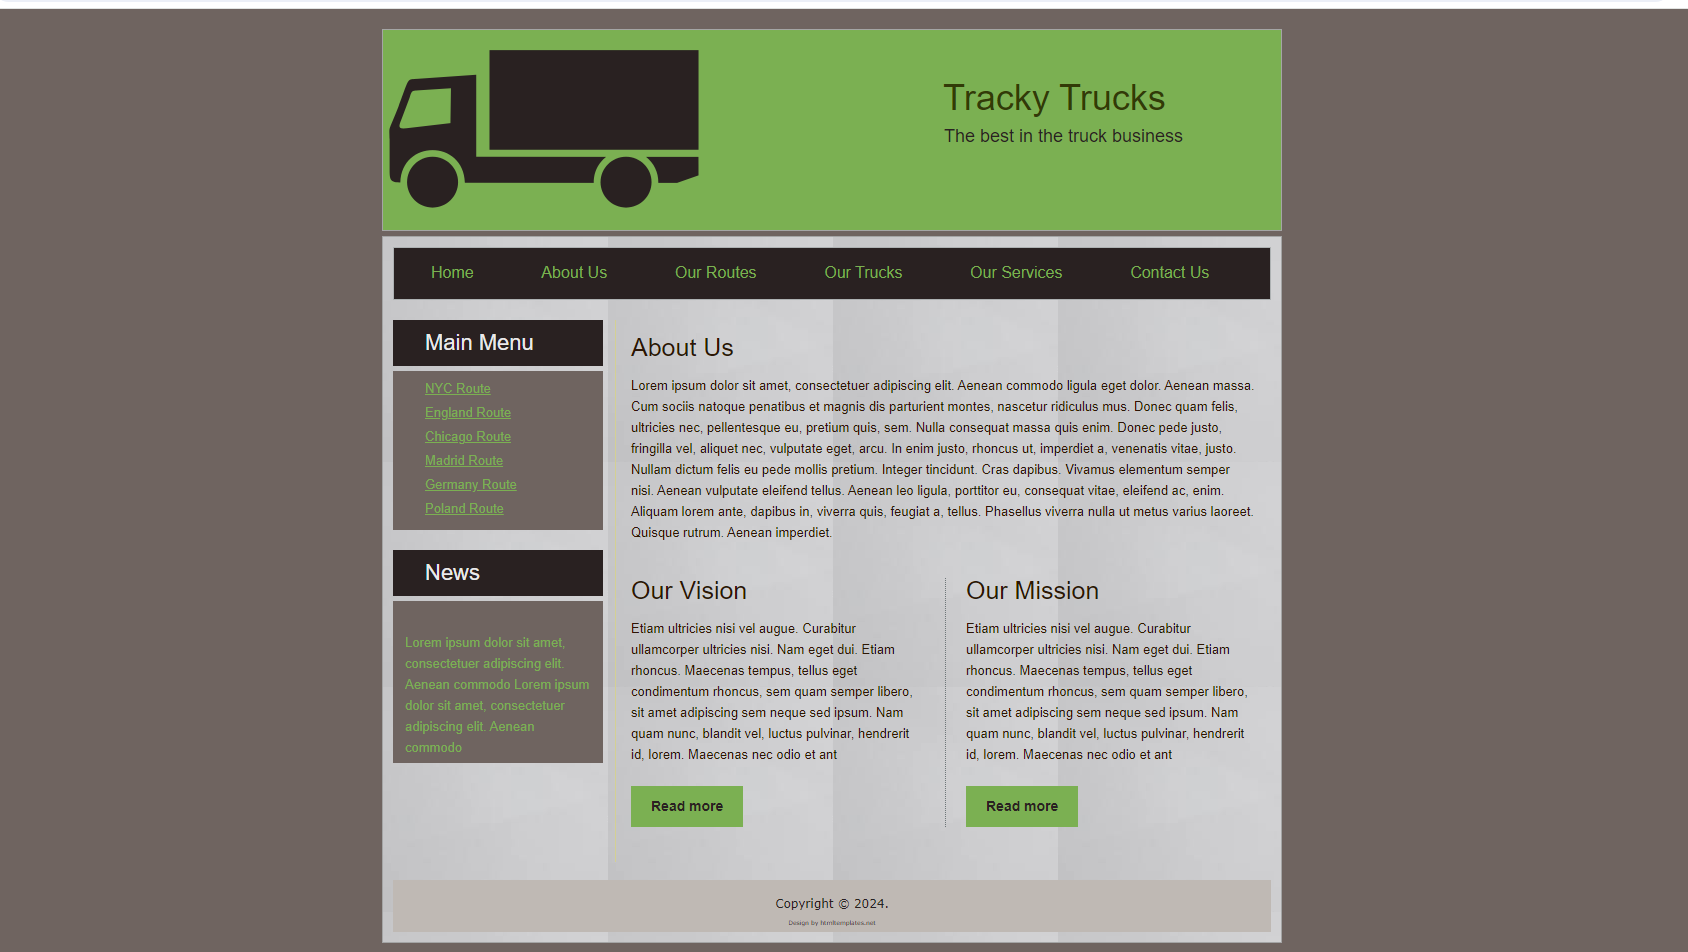 Tracky Trucks
The best in the truck business
Home About Us Our Routes Our Trucks Our Services Contact Us
Main Menu
NYC Route
England Route
Chicago Route
Madrid Route
Germany Route
Poland Route
News
Lorem ipsum dolor sit amet,
consectetuer adipiscing elit.
Aenean commodo Lorem ipsum
dolor sit amet, consectetuer
adipiscing elit. Aenean
commodo
About Us
Lorem ipsum dolor sit amet, consectetuer adipiscing elit. Aenean commodo ligula eget dolor. Aenean massa.
Cum sociis natoque penatibus et magnis dis parturient montes, nascetur ridiculus mus. Donec quam felis,
ultricies nec, pellentesque eu, pretium quis, sem. Nulla consequat massa quis enim. Donec pede justo,
fringilla vel, aliquet nec, vulputate eget, arcu. In enim justo, rhoncus ut, imperdiet a, venenatis vitae, justo.
Nullam dictum felis eu pede mollis pretium. Integer tincidunt. Cras dapibus. Vivamus elementum semper
nisi. Aenean vulputate eleifend tellus. Aenean leo ligula, porttitor eu, consequat vitae, eleifend ac, enim.
Aliquam lorem ante, dapibus in, viverra quis, feugiat a, tellus. Phasellus viverra nulla ut metus varius laoreet.
Quisque rutrum. Aenean imperdiet.
Our Vision
Etiam ultricies nisi vel augue. Curabitur
ullamcorper ultricies nisi. Nam eget dui. Etiam
rhoncus. Maecenas tempus, tellus eget
condimentum rhoncus, sem quam semper libero,
sit amet adipiscing sem neque sed ipsum. Nam
quam nunc, blandit vel, luctus pulvinar, hendrerit
id, lorem. Maecenas nec odio et ant
Read more
Our Mission
Etiam ultricies nisi vel augue. Curabitur
ullamcorper ultricies nisi. Nam eget dui. Etiam
rhoncus. Maecenas tempus, tellus eget
condimentum rhoncus, sem quam semper libero,
sit amet adipiscing sem neque sed ipsum. Nam
quam nunc, blandit vel, luctus pulvinar, hendrerit
id, lorem. Maecenas nec odio et ant
Read more
Copyright © 2024.
Design by htmltemplates.net